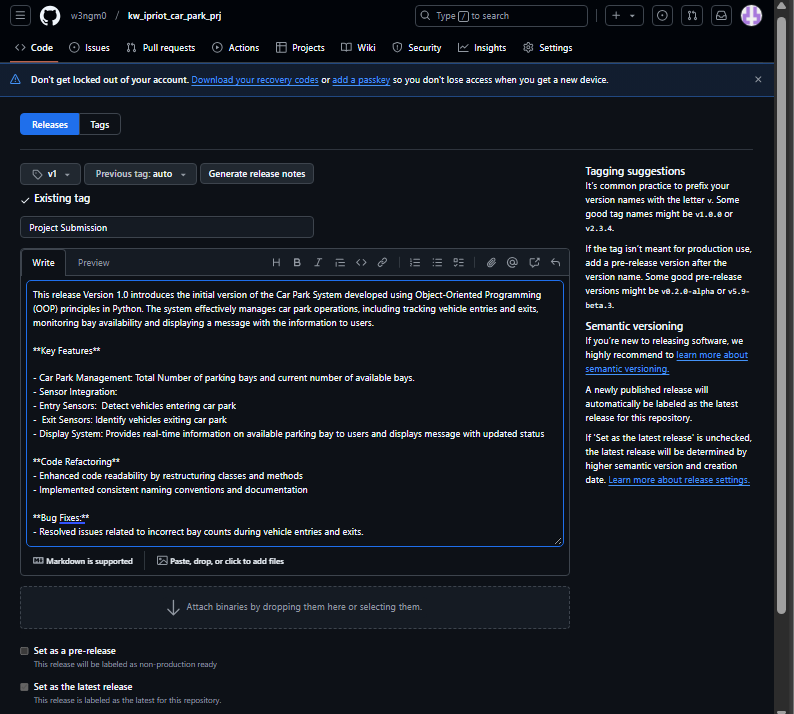 w3ngm0 / kw_ipriot_car_park_prj
Type / to search
Code
Issues
Pull requests
Actions
Projects
Wiki
Security
Insights
Settings
Don't get locked out of your account. Download your recovery codes or add a passkey so you don't lose access when you get a new device.
Releases
Tags
v1
Previous tag: auto
Generate release notes
Existing tag
Project Submission
Write
Preview
This release Version 1.0 introduces the initial version of the Car Park System developed using Object-Oriented Programming
(OOP) principles in Python. The system effectively manages car park operations, including tracking vehicle entries and exits,
monitoring bay availability and displaying a message with the information to users.
**Key Features**
- Car Park Management: Total Number of parking bays and current number of available bays.
- Sensor Integration:
- Entry Sensors:  Detect vehicles entering car park
-  Exit Sensors: Identify vehicles exiting car park
- Display System: Provides real-time information on available parking bay to users and displays message with updated status
**Code Refactoring**
- Enhanced code readability by restructuring classes and methods
- Implemented consistent naming conventions and documentation
**Bug Fixes:**
- Resolved issues related to incorrect bay counts during vehicle entries and exits.
Markdown is supported
Paste, drop, or click to add files
Attach binaries by dropping them here or selecting them.
Set as a pre-release
This release will be labeled as non-production ready
Set as the latest release
This release is labeled as the latest for this repository.
Tagging suggestions
It's common practice to prefix your
version names with the letter v. Some
good tag names might be v1.0.0 or
v2.3.4.
If the tag isn't meant for production use,
add a pre-release version after the
version name. Some good pre-release
versions might be v0.2.0-alpha or v5.9-
beta.3.
Semantic versioning
If you're new to releasing software, we
highly recommend to learn more about
semantic versioning.
A newly published release will
automatically be labeled as the latest
release for this repository.
If 'Set as the latest release' is unchecked,
the latest release will be determined by
higher semantic version and creation
date. Learn more about release settings.